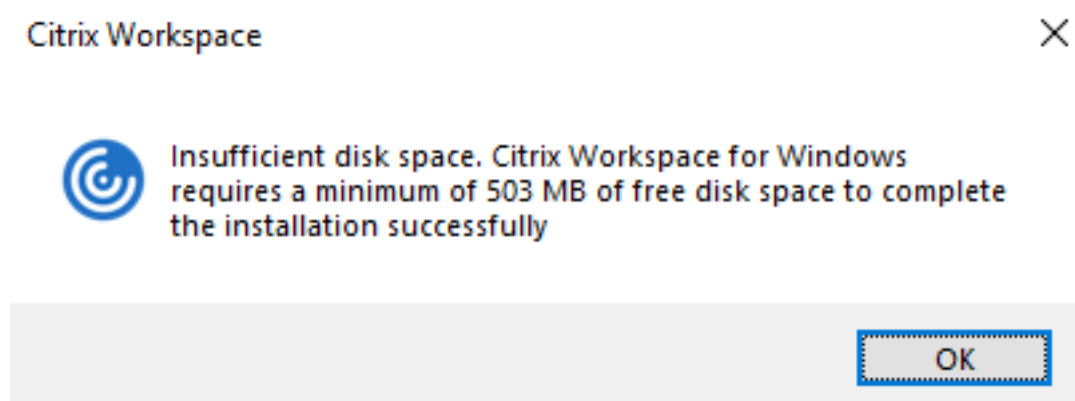 Citrix Workspace
Insufficient disk space. Citrix Workspace for Windows
requires a minimum of 503 MB of free disk space to complete
the installation successfully
OK